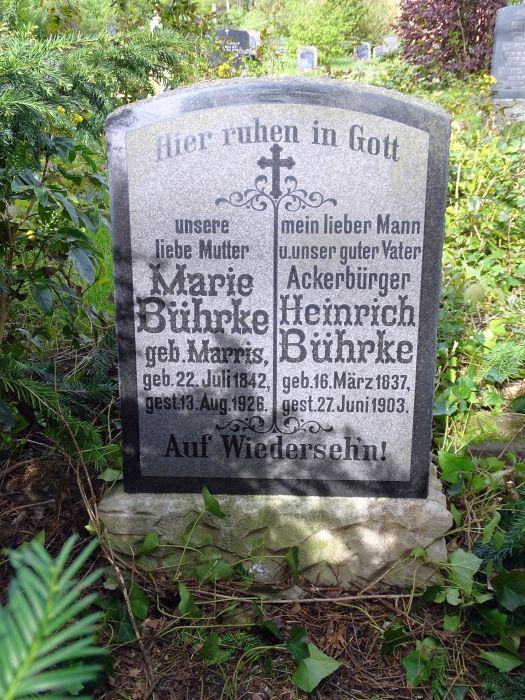 Hier ruhen in Gott
unsere
liebe Mutter
Marie
Bührke
geb. Marris,
geb. 22. Juli 1842,
gest. 13. Aug. 1926.
mein lieber Mann
u. unser guter Vater
Ackerbürger
Heinrich
Bührke
geb. 16. März 1837,
gest. 27. Juni 1903.
Auf Wiederseh'n!